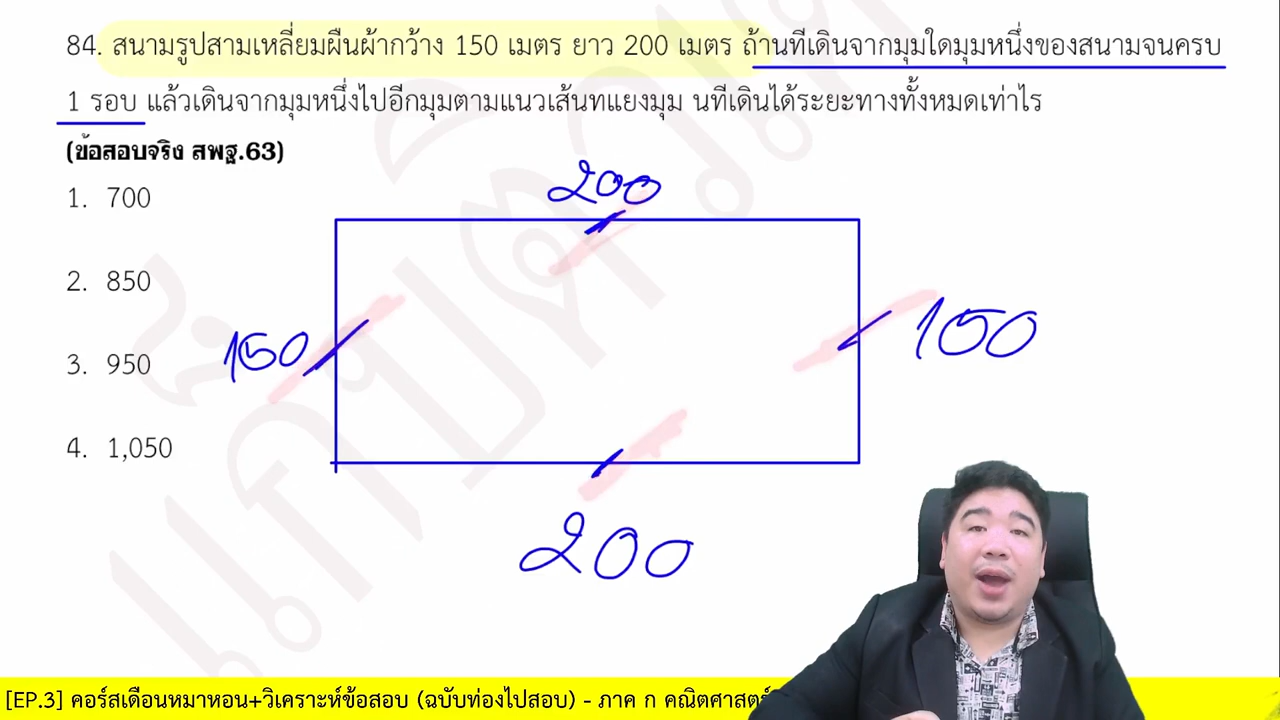 84. สนามรูปสามเหลี่ยมผืนผ้ากว้าง 150 เมตร ยาว 200 เมตร ถ้านทีเดินจากมุมใดมุมหนึ่งของสนามจนครบ
1 รอบ แล้วเดินจากมุมหนึ่งไปอีกมุมตามแนวเส้นทแยงมุม นทีเดินได้ระยะทางทั้งหมดเท่าไร
(ข้อสอบจริง สพฐ.63)
1. 700
200
2. 850
150
150
3. 950
4. 1,050
200
[EP.3] คอร์สเดือนหมาหอน+วิเคราะห์ข้อสอบ (ฉบับท่องไปสอบ) - ภาค ก คณิตศาสตร์